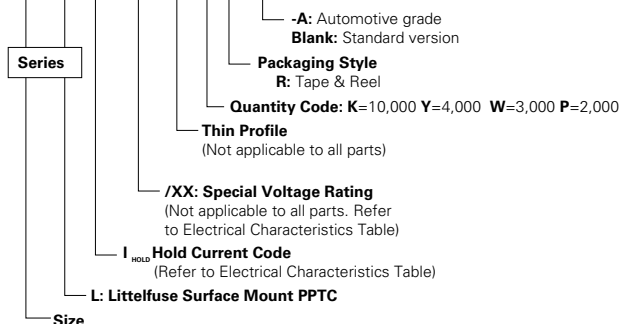 -A: Automotive grade
Blank: Standard version
Series
Packaging Style
R: Tape & Reel
Quantity Code: K=10,000 Y=4,000 W=3,000 P=2,000
Thin Profile
(Not applicable to all parts)
/XX: Special Voltage Rating
(Not applicable to all parts. Refer
to Electrical Characteristics Table)
I HOLD Hold Current Code
(Refer to Electrical Characteristics Table)
L: Littelfuse Surface Mount PPTC
Size